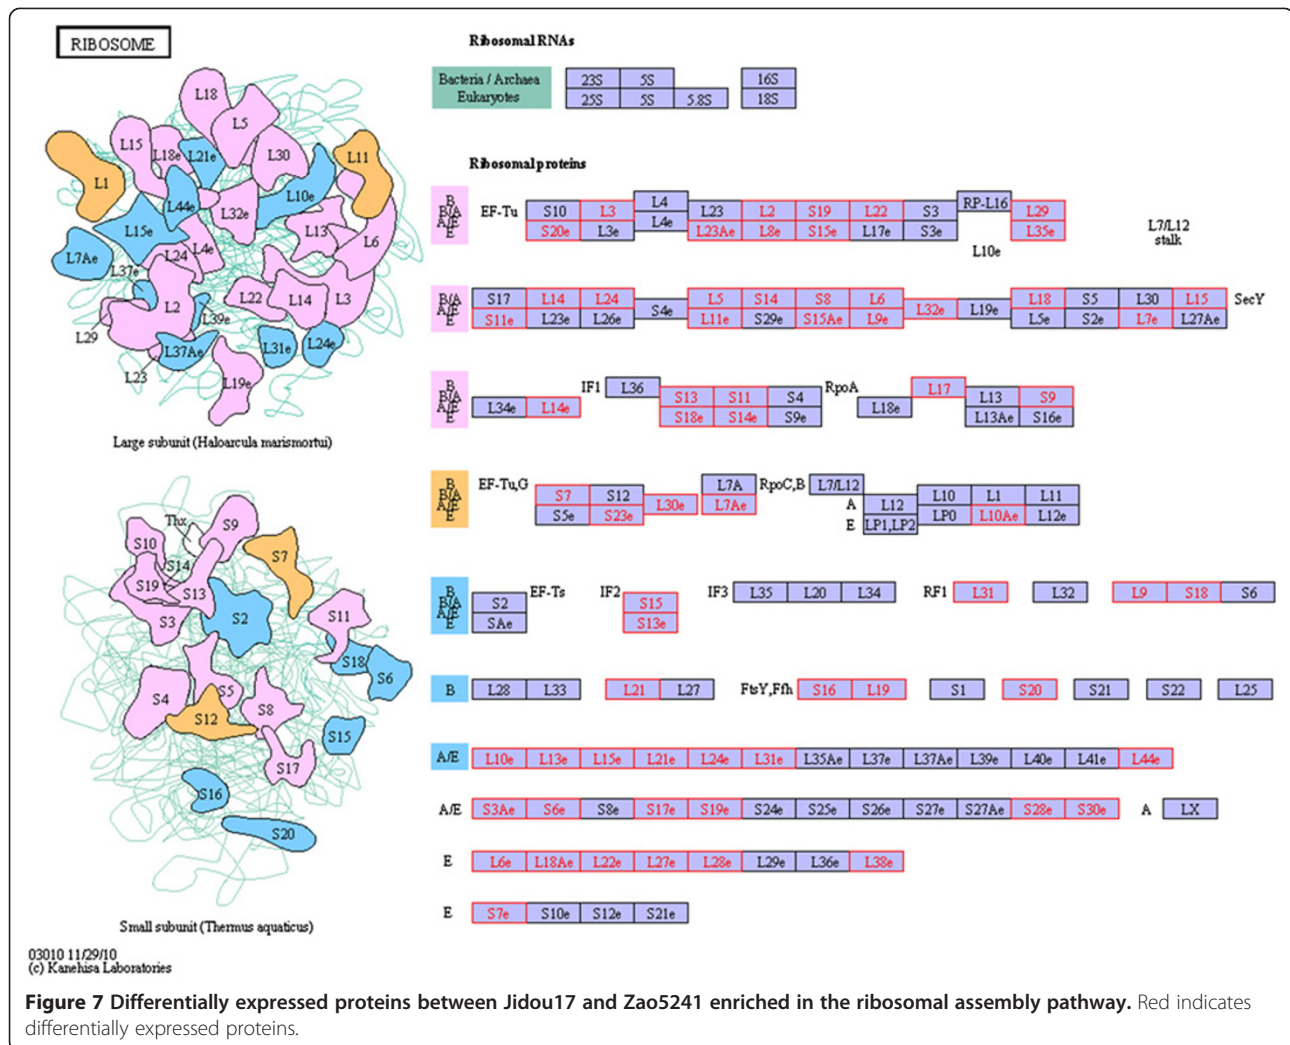 RIBOSOME
Ribosomal RNAs
Bacteria / Archaea 23S 5S 16S
Eukaryotes 25S 5S 5.8S 18S
Ribosomal proteins
L18
L5
L15
L18e
L21e
L30
L11
L1
L44e
L10e
L32e
L15e
L13
L6
L7Ae
L24
L4e
L37e
L2
L22
L14
L3
L39e
L29
L37Ae
L31e
L24e
L23
L19e
Large subunit (Haloarcula marismortui)
Thx
S9
S10
S14
S7
S19
S13
S3
S2
S11
S18
S6
S4
S5
S12
S8
S15
S17
S16
S20
Small subunit (Thermus aquaticus)
B
B/A
A/E
E
EF-Tu S10 L3 L4 L23 L2 S19 L22 S3 RP-L16 L29
S20e L3e L4e L23Ae L8e S15e L17e S3e L10e L35e
L7/L12
stalk
B/A
A/E
E
S17 L14 L24 S4e L5 S14 S8 L6 L32e L19e L18 S5 L30 L15 SecY
S11e L23e L26e L11e S29e S15Ae L9e L5e S2e L7e L27Ae
B
B/A
A/E
E
IF1 L36 S13 S11 S4 RpoA L17 L13 S9
L34e L14e S18e S14e S9e L18e L13Ae S16e
B
B/A
A/E
E
EF-Tu,G S7 S12 L30e L7A RpoC,B L7/L12 L10 L1 L11
S5e S23e L7Ae A L12 LP0 L10Ae L12e
E LP1,LP2
B
B/A
A/E
E
S2 EF-Ts IF2 S15 IF3 L35 L20 L34 RF1 L31 L32 L9 S18 S6
SAe S13e
B L28 L33 L21 L27 FtsY,Ffh S16 L19 S1 S20 S21 S22 L25
A/E L10e L13e L15e L21e L24e L31e L35Ae L37e L37Ae L39e L40e L41e L44e
A/E S3Ae S6e S8e S17e S19e S24e S25e S26e S27e S27Ae S28e S30e A LX
E L6e L18Ae L22e L27e L28e L29e L36e L38e
E S7e S10e S12e S21e
03010 11/29/10
(c) Kanehisa Laboratories
Figure 7 Differentially expressed proteins between Jidou17 and Zao5241 enriched in the ribosomal assembly pathway. Red indicates
differentially expressed proteins.